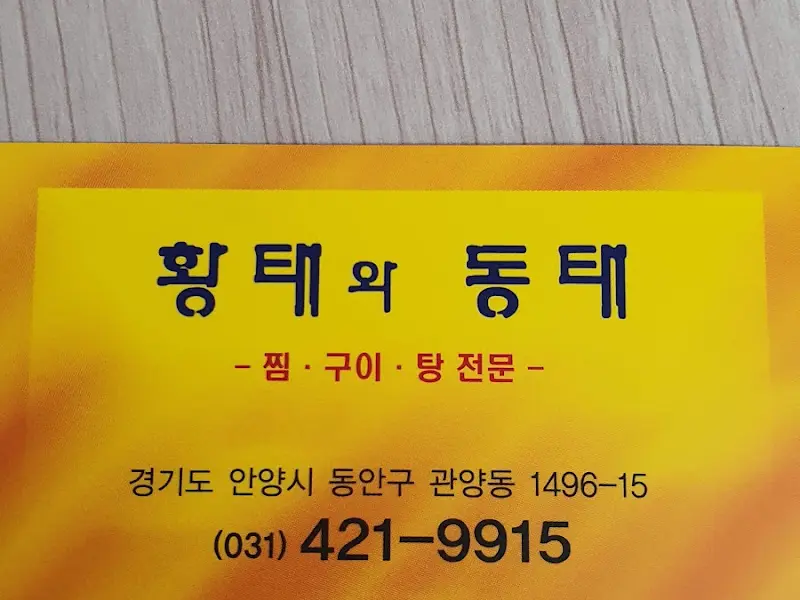 황태와 동태
- 찜 · 구이 · 탕 전문 -
경기도 안양시 동안구 관양동 1496-15
(031) 421-9915